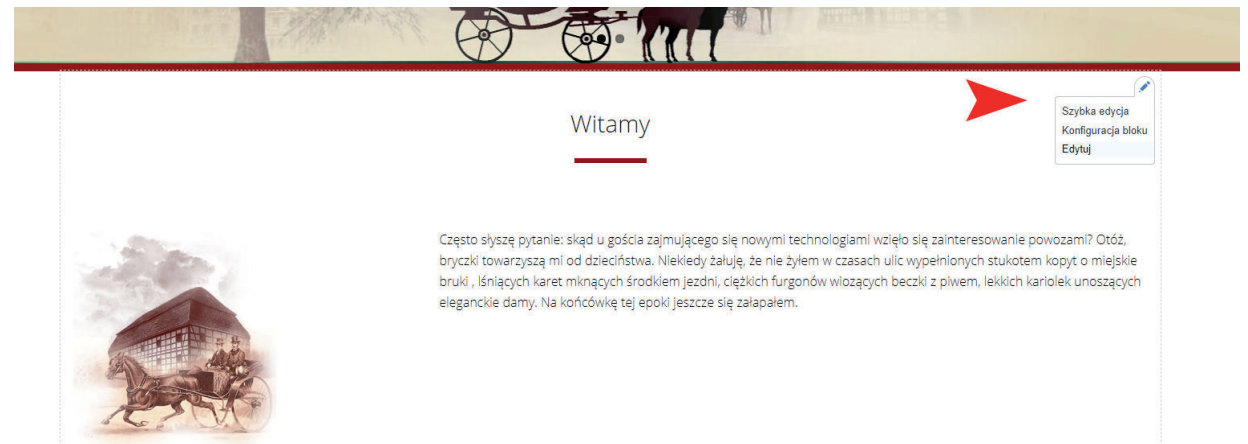 Szybka edycja
Konfiguracja bloku
Edytuj
Witamy
Często słyszę pytanie: skąd u gościa zajmującego się nowymi technologiami wzięło się zainteresowanie powozami? Otóż,
bryczki towarzyszą mi od dzieciństwa. Niekiedy żałuję, że nie żyłem w czasach ulic wypełnionych stukotem kopyt o miejskie
bruki , lśniących karet mknących środkiem jezdni, ciężkich furgonów wiozących beczki z piwem, lekkich kariolek unoszących
eleganckie damy. Na końcówkę tej epoki jeszcze się załapałem.